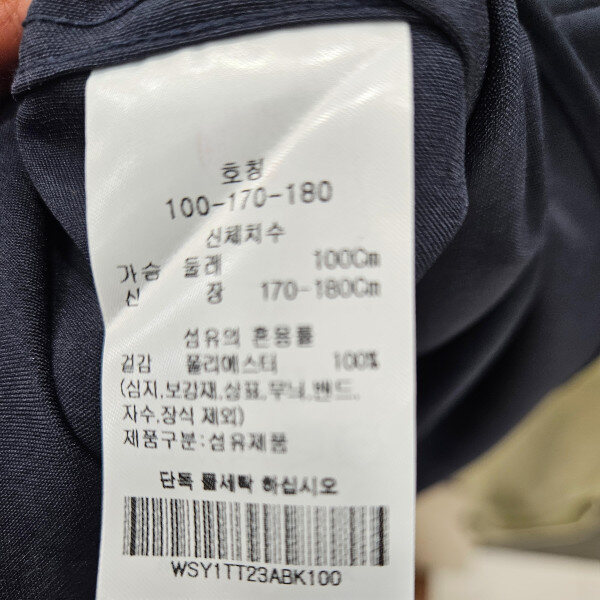 호칭
100-170-180
신체치수
가슴 둘레 100Cm
신 장 170-180Cm
섬유의 혼용률
겉감 폴리에스터 100%
(심지,보강재,상표,무늬,밴드,
자수,장식 제외)
제품구분:섬유제품
단독 물세탁 하십시오
WSY1TT23ABK100